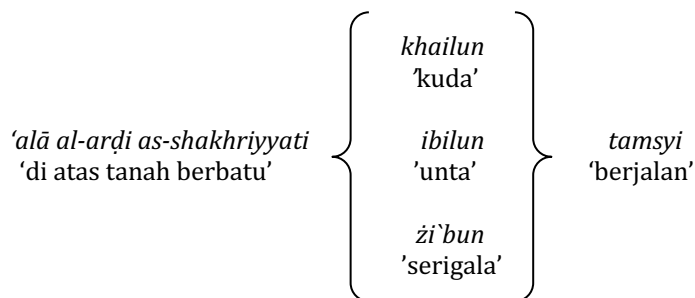 khailun
'kuda'
'alā al-arḍi as-shakhriyyati
'di atas tanah berbatu'
ibilun
'unta'
tamsyi
'berjalan'
żi`bun
'serigala'